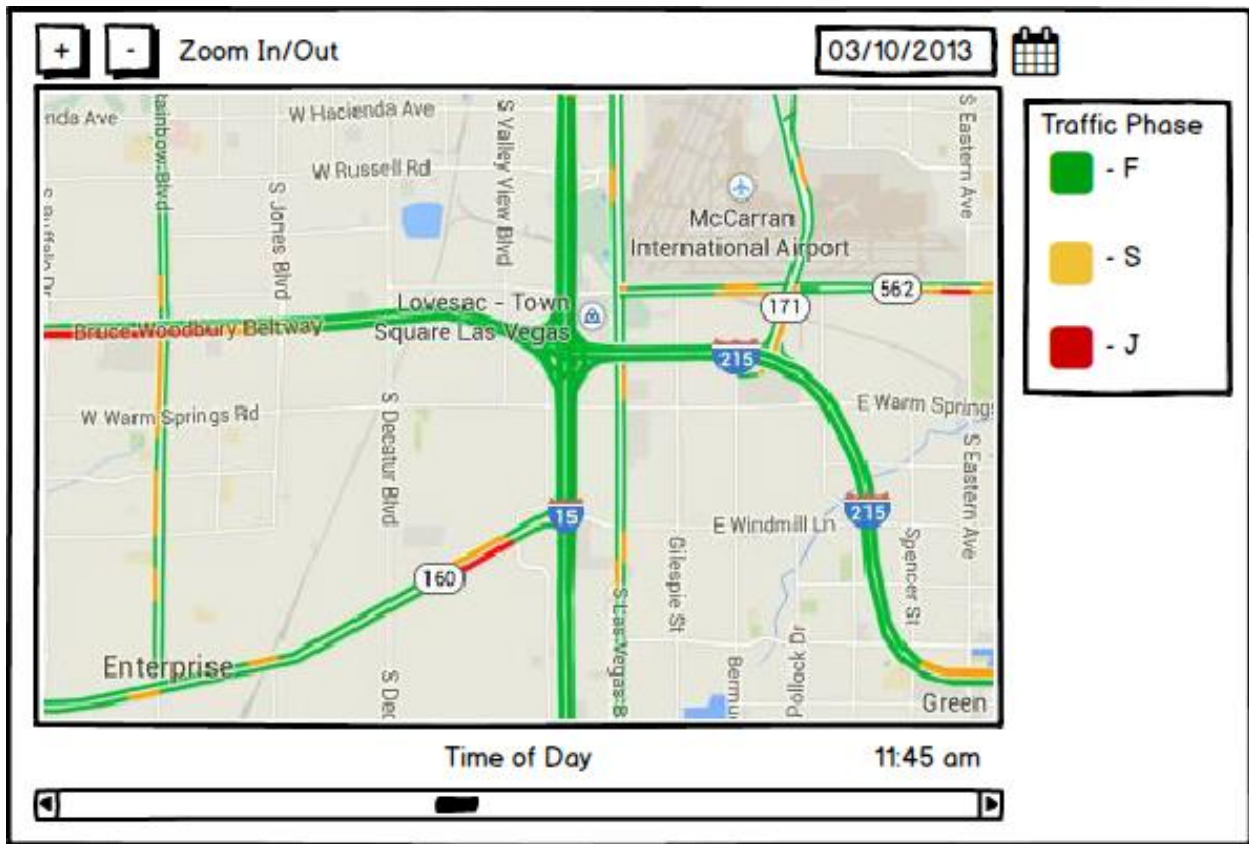 + - Zoom In/Out
03/10/2013
Traffic Phase
- F
- S
- J
nda Ave
ainbow Blvd
W Hacienda Ave
S Valley View Blvd
S Eastern Ave
W Russell Rd
S Jones Blvd
McCarran
International Airport
562
171
Lovesac - Town
Square Las Vegas
Bruce Woodbury Beltway
215
W Warm Springs Rd
S Decatur Blvd
E Warm Springs
S Eastern Ave
15
215
E Windmill Ln
Spencer St
Gilespie St
160
S Las Vegas B
Pollock Dr
Bermu
Enterprise
S Dec
Green
Time of Day
11:45 am